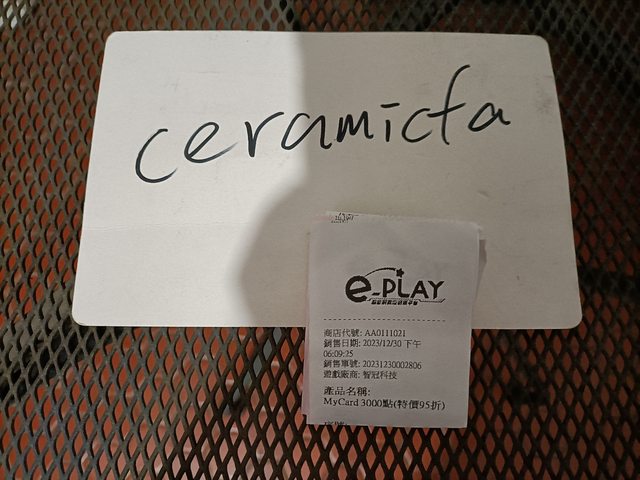 ceramicta
e-PLAY
商店代號: AA0111021
銷售日期: 2023/12/30 下午
06:09:25
銷售單號: 20231230002806
遊戲廠商: 智冠科技
產品名稱:
MyCard 3000點(特價95折)